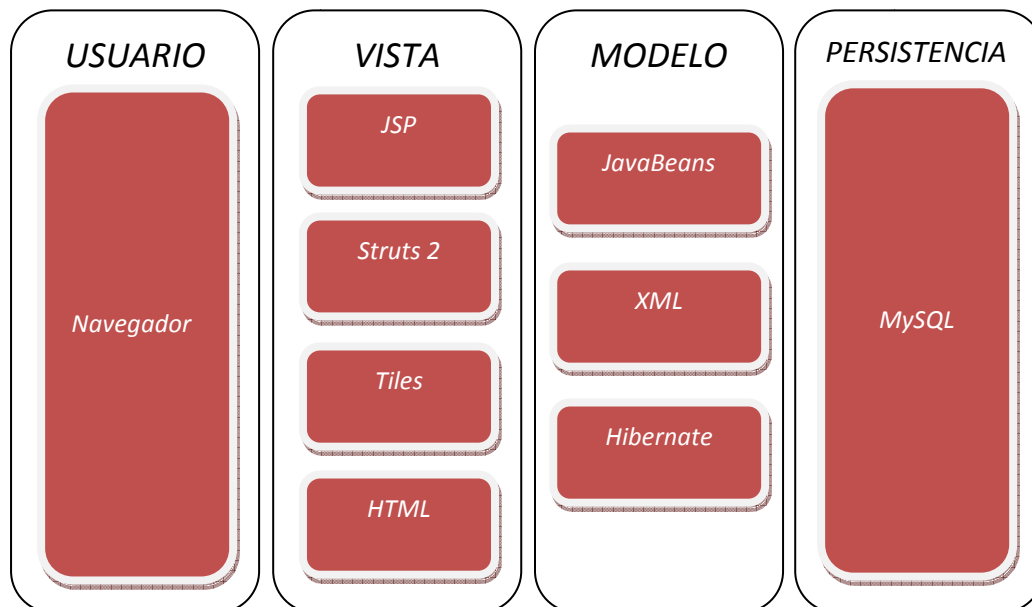 USUARIO
Navegador
VISTA
JSP
Struts 2
Tiles
HTML
MODELO
JavaBeans
XML
Hibernate
PERSISTENCIA
MySQL